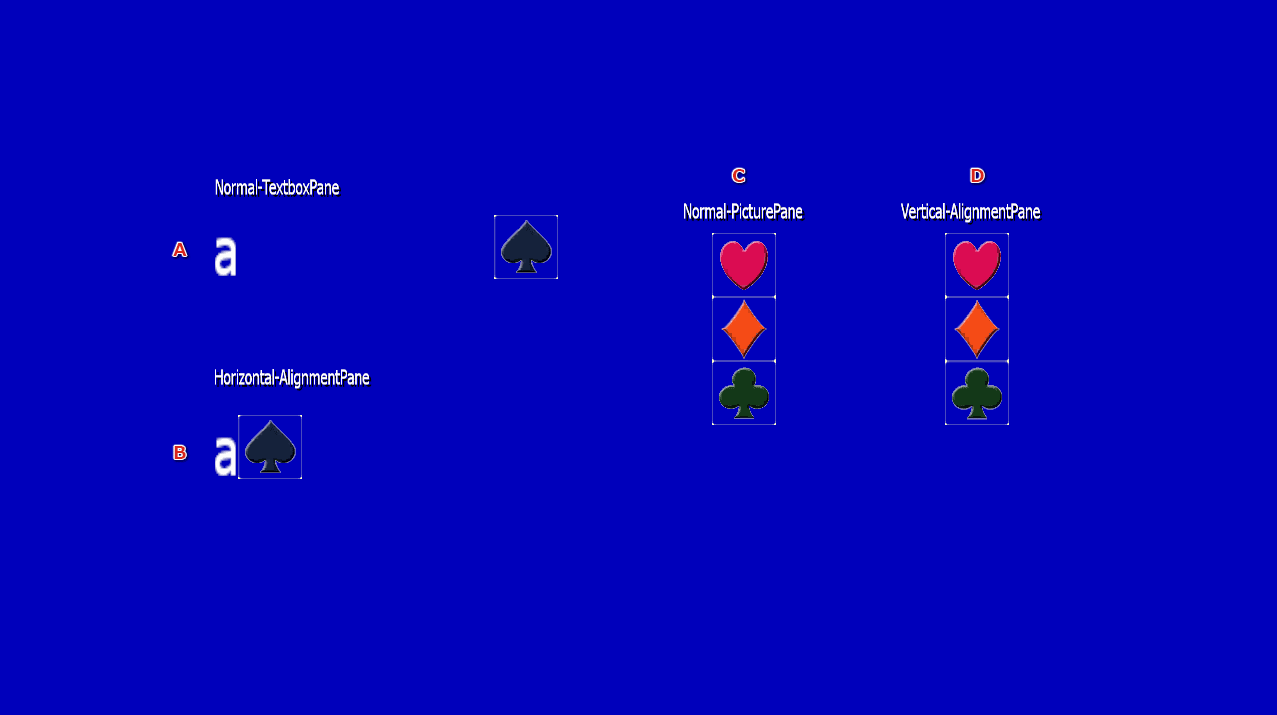 Normal-TextboxPane
A
a
Horizontal-AlignmentPane
B
a
C
Normal-PicturePane
D
Vertical-AlignmentPane